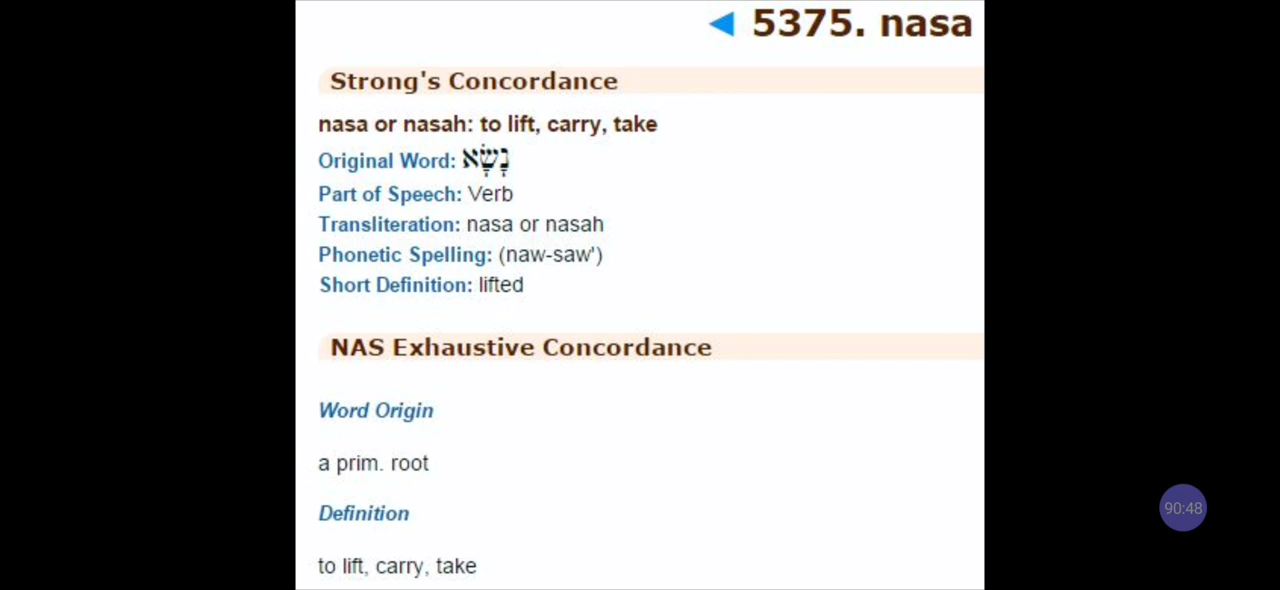 ◄ 5375. nasa
Strong's Concordance
nasa or nasah: to lift, carry, take
Original Word: נָשָׂא
Part of Speech: Verb
Transliteration: nasa or nasah
Phonetic Spelling: (naw-saw')
Short Definition: lifted
NAS Exhaustive Concordance
Word Origin
a prim. root
Definition
to lift, carry, take
90:48